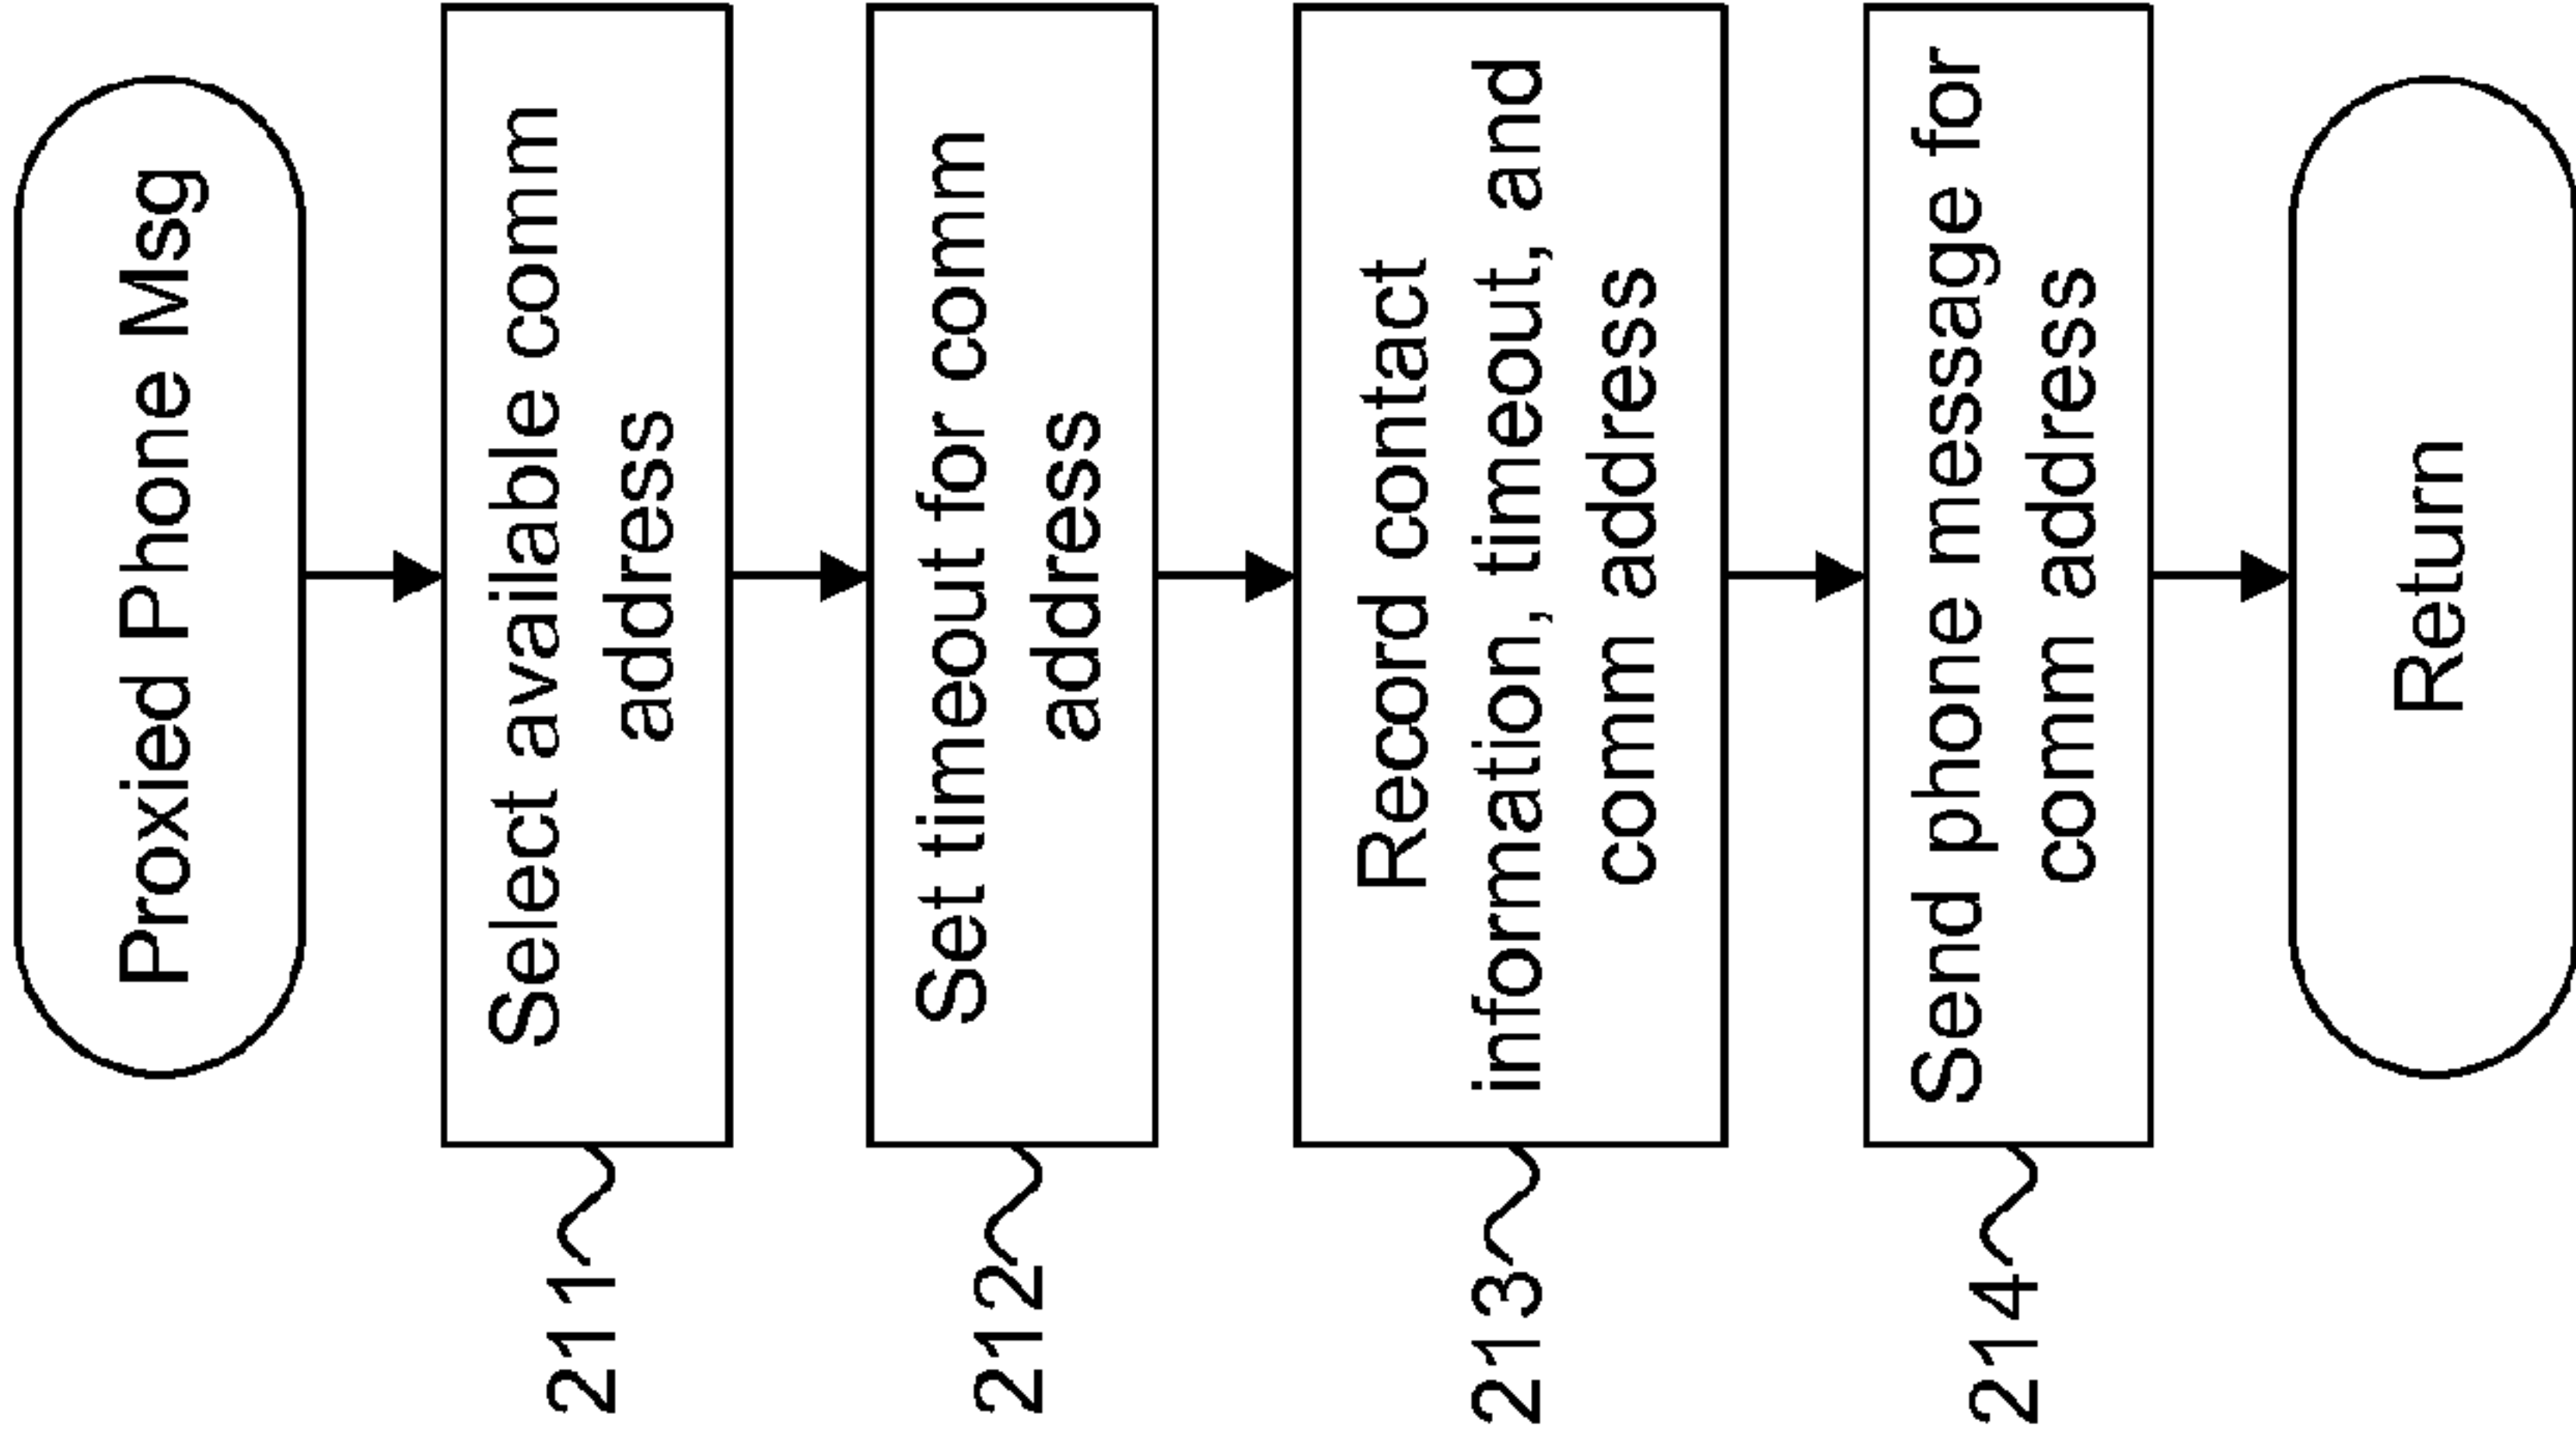 Proxied Phone Msg
211
Select available comm
address
212
Set timeout for comm
address
213
Record contact
information, timeout, and
comm address
214
Send phone message for
comm address
Return